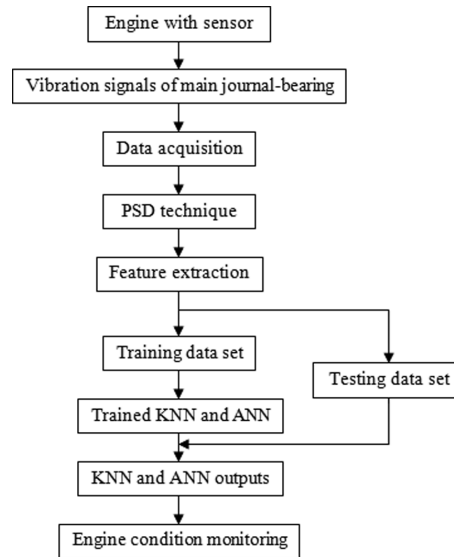 Engine with sensor
Vibration signals of main journal-bearing
Data acquisition
PSD technique
Feature extraction
Training data set
Testing data set
Trained KNN and ANN
KNN and ANN outputs
Engine condition monitoring